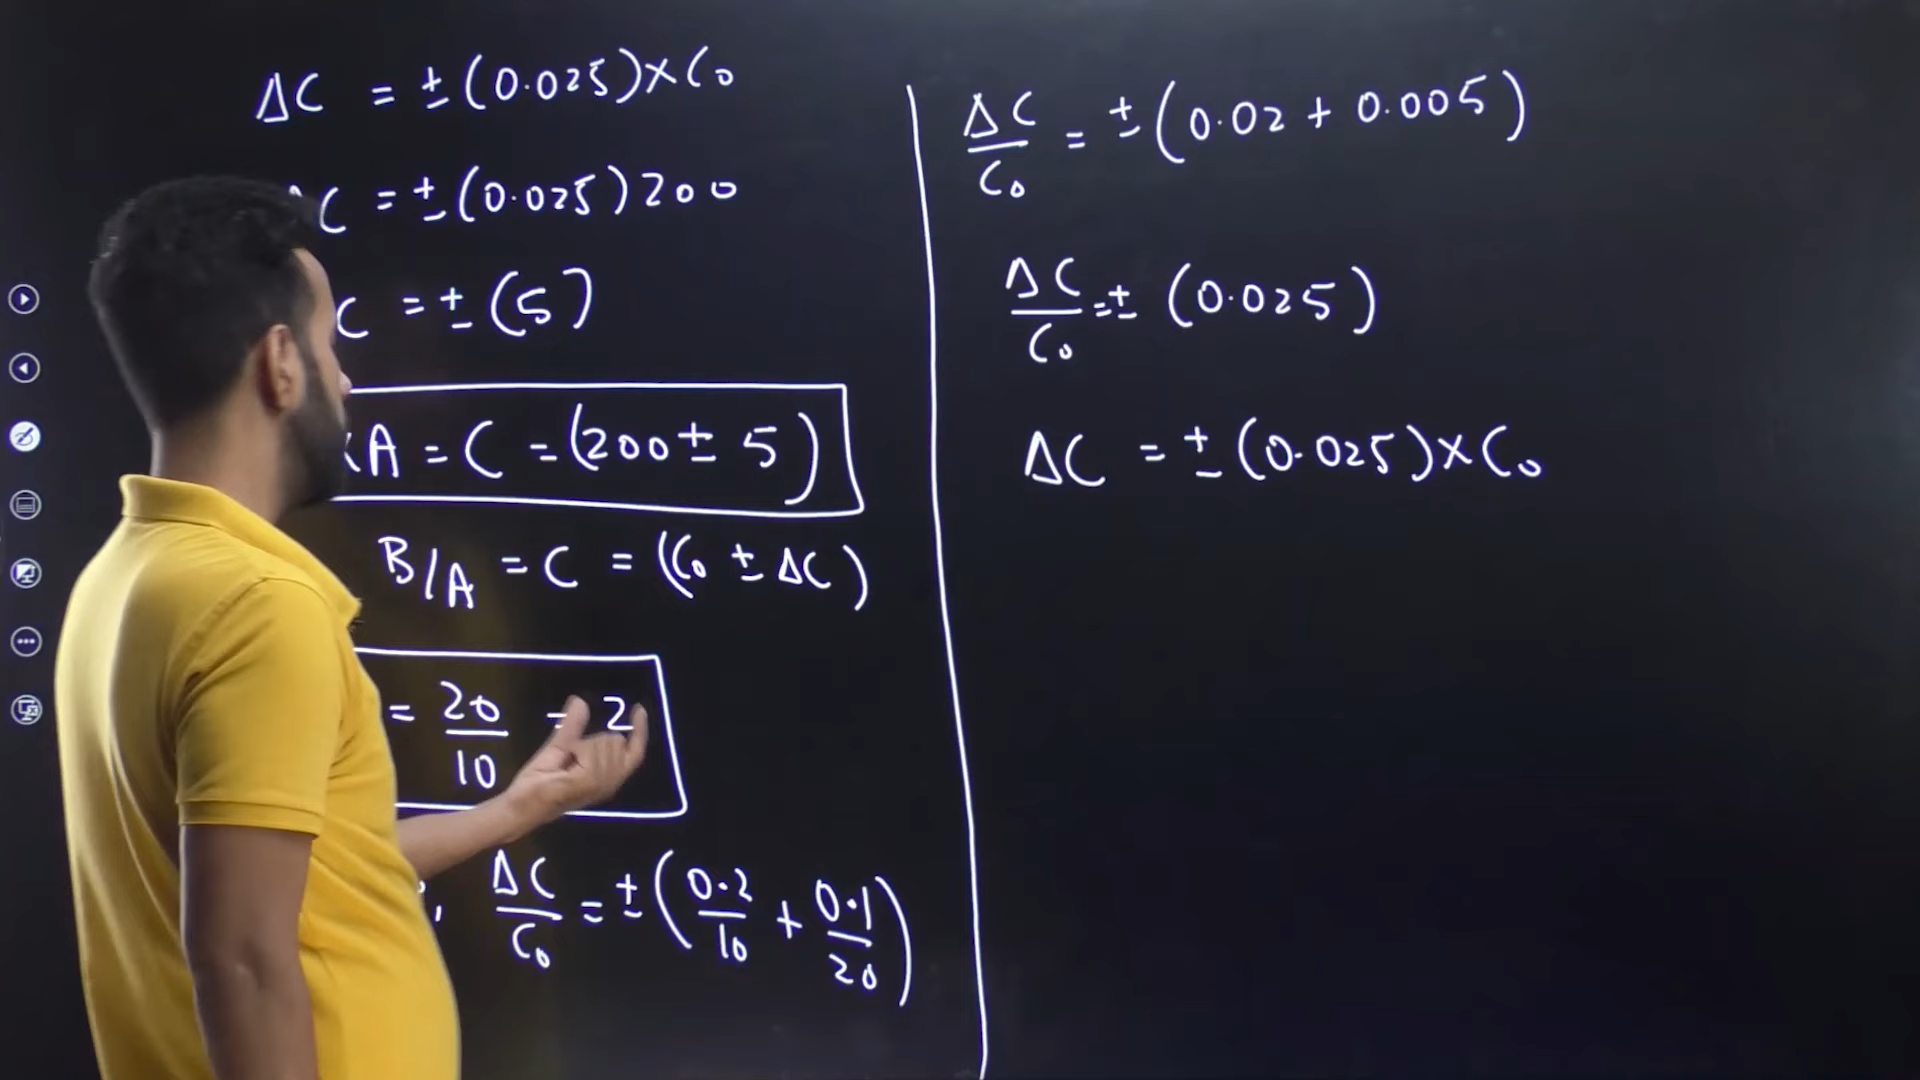 ΔC = ±(0.025)×C₀
C = ±(0.025)200
C = ±(5)
×A = C = (200 ± 5)
B/A = C = (C₀ ± ΔC)
= 20/10 = 2
ΔC/C₀ = ±(0.2/10 + 0.1/20)
ΔC/C₀ = ±(0.02 + 0.005)
ΔC/C₀ = ±(0.025)
ΔC = ±(0.025)×C₀